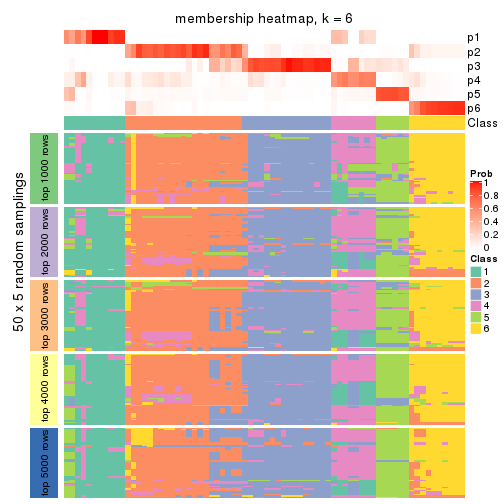 membership heatmap, k = 6
p1
p2
p3
p4
p5
p6
Class
50 x 5 random samplings
top 1000 rows
top 2000 rows
top 3000 rows
top 4000 rows
top 5000 rows
Prob
1
0.8
0.6
0.4
0.2
0
Class
1
2
3
4
5
6